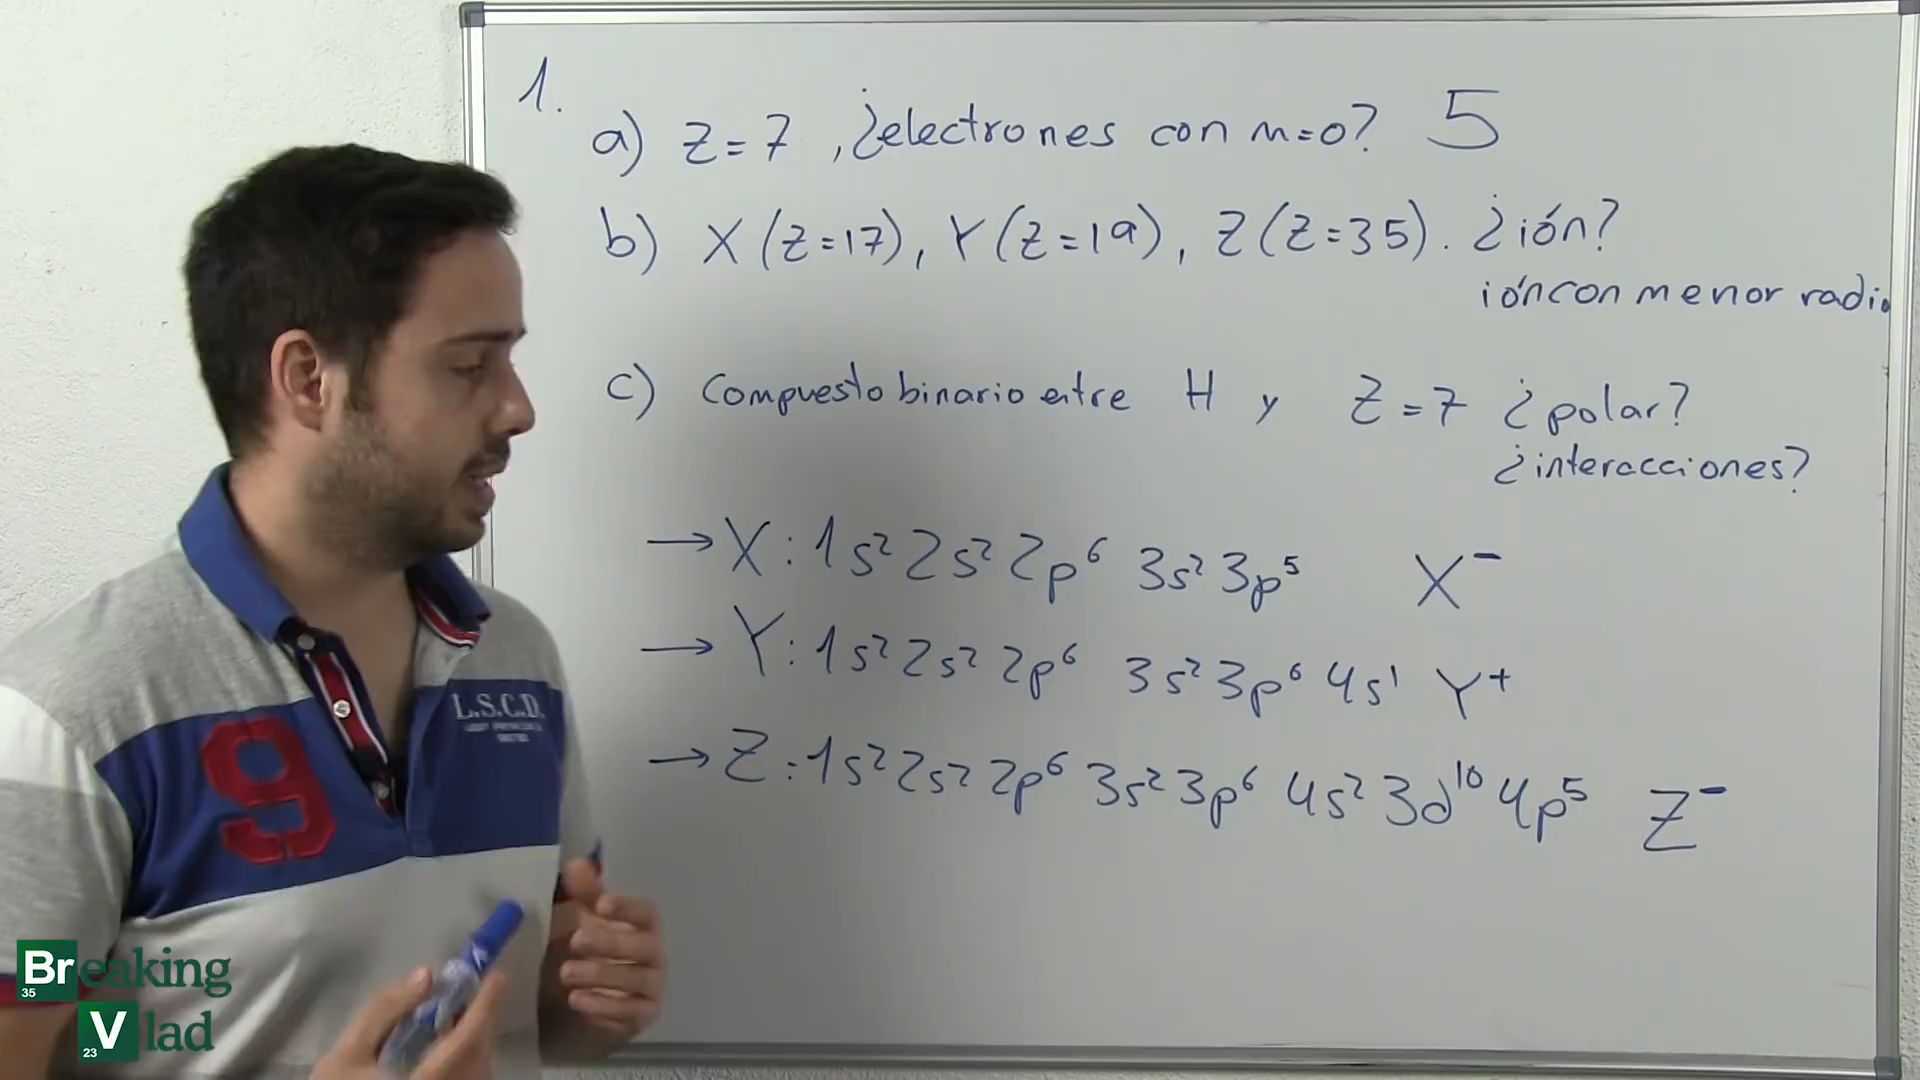 1.
a) Z=7, ¿electrones con m=0? 5
b) X (Z=17), Y (Z=19), Z (Z=35). ¿ión?
ión con menor radio
c) Compuesto binario entre H y Z=7 ¿polar?
¿interacciones?
→ X: 1s² 2s² 2p⁶ 3s² 3p⁵ X⁻
→ Y: 1s² 2s² 2p⁶ 3s² 3p⁶ 4s¹ Y⁺
→ Z: 1s² 2s² 2p⁶ 3s² 3p⁶ 4s² 3d¹⁰ 4p⁵ Z⁻
L.S.C.D.
9
Breaking
35
Vlad
23